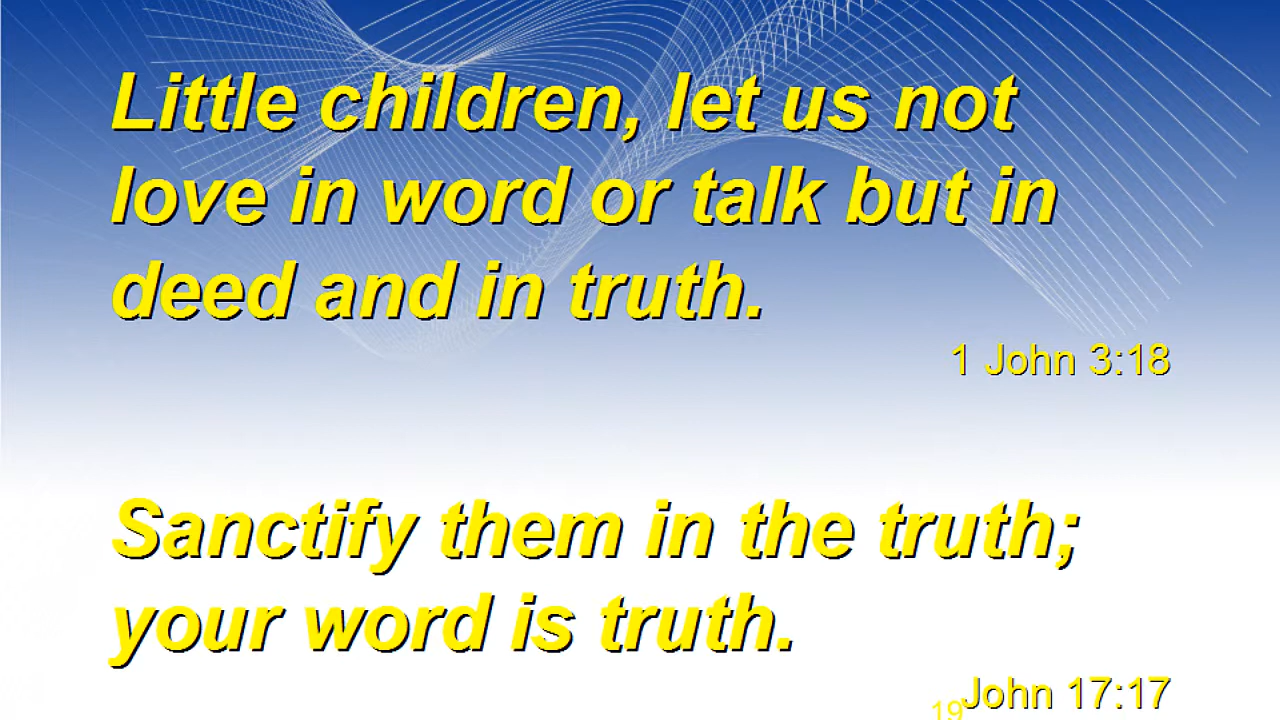 Little children, let us not
love in word or talk but in
deed and in truth.
1 John 3:18
Sanctify them in the truth;
your word is truth.
John 17:17
19